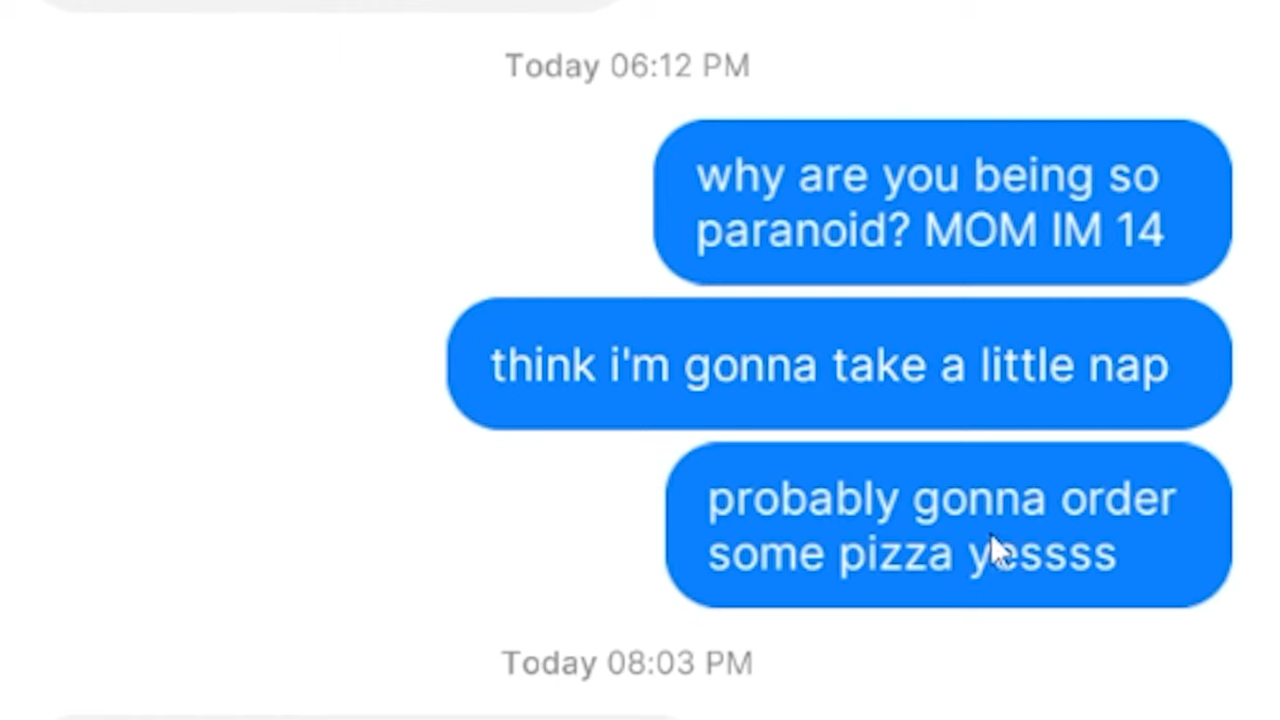 Today 06:12 PM
why are you being so
paranoid? MOM IM 14
think i'm gonna take a little nap
probably gonna order
some pizza yessss
Today 08:03 PM